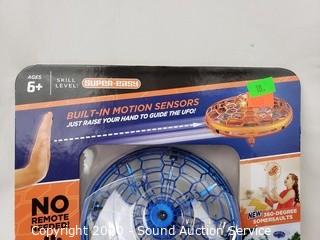 AGES
6+
SKILL
LEVEL:
SUPER-EASY
BUILT-IN MOTION SENSORS
JUST RAISE YOUR HAND TO GUIDE THE UFO!
NO
REMOTE
NEW! 360-DEGREE
SOMERSAULTS
Copyright 2000 - Sound Auction Service